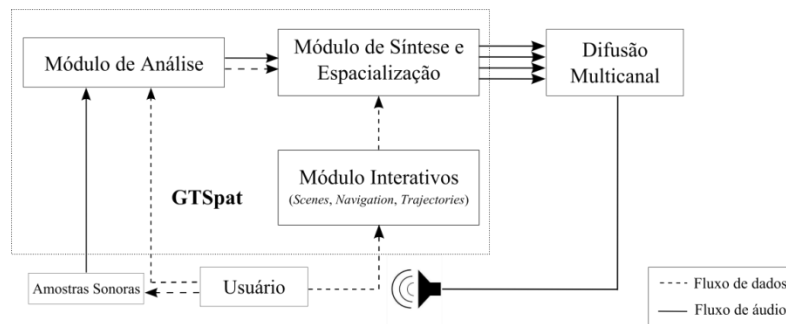 Módulo de Análise
Módulo de Síntese e
Espacialização
Difusão
Multicanal
Módulo Interativos
(Scenes, Navigation, Trajectories)
GTSpat
Amostras Sonoras
Usuário
Fluxo de dados
Fluxo de áudio